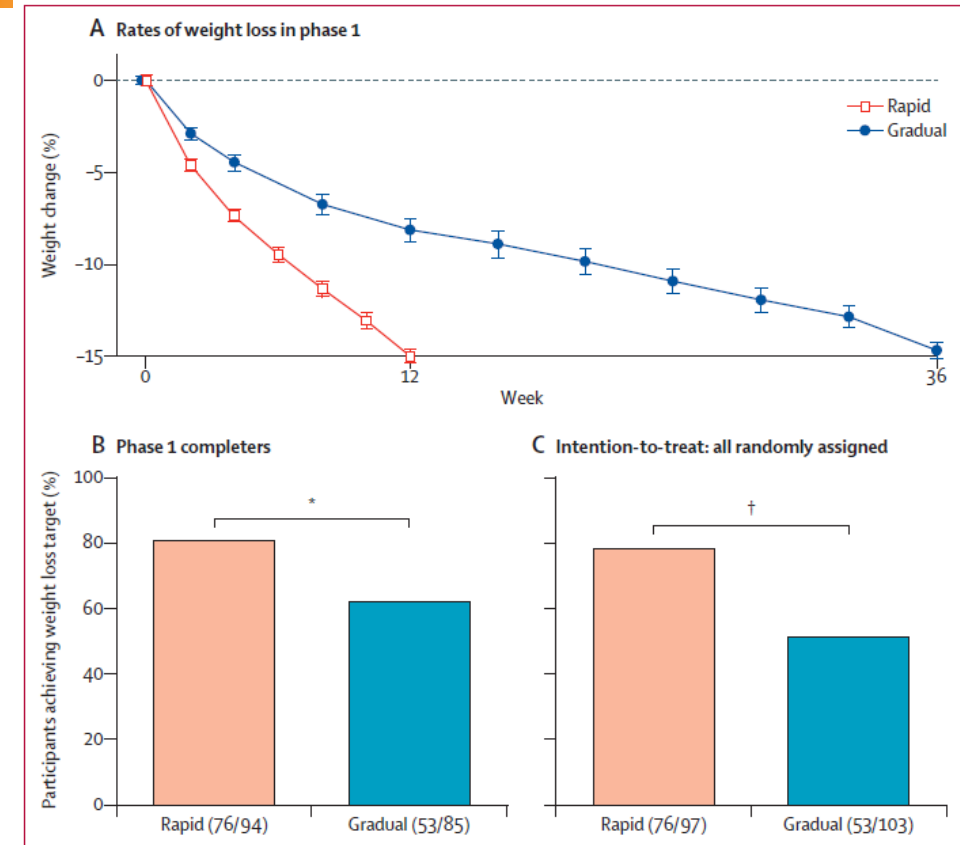 A Rates of weight loss in phase 1
0
Rapid
Gradual
−5
Weight change (%)
−10
−15
0
12
36
Week
B Phase 1 completers
C Intention-to-treat: all randomly assigned
100
*
†
80
60
40
20
0
Participants achieving weight loss target (%)
Rapid (76/94)
Gradual (53/85)
Rapid (76/97)
Gradual (53/103)